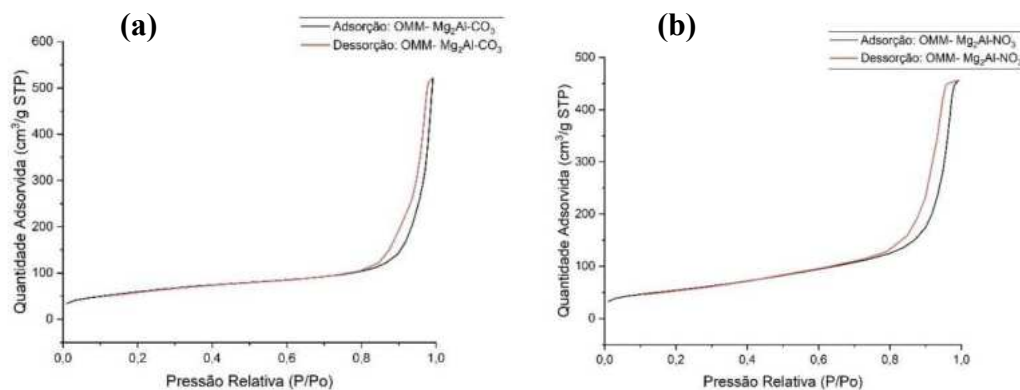 (a)
Adsorção: OMM- Mg₂Al-CO₃
Dessorção: OMM- Mg₂Al-CO₃
600
500
400
300
200
100
0
Quantidade Adsorvida (cm³/g STP)
0,0 0,2 0,4 0,6 0,8 1,0
Pressão Relativa (P/Po)
(b)
Adsorção: OMM- Mg₂Al-NO₃
Dessorção: OMM- Mg₂Al-NO₃
500
400
300
200
100
0
Quantidade Adsorvida (cm³/g STP)
0,0 0,2 0,4 0,6 0,8 1,0
Pressão Relativa (P/Po)